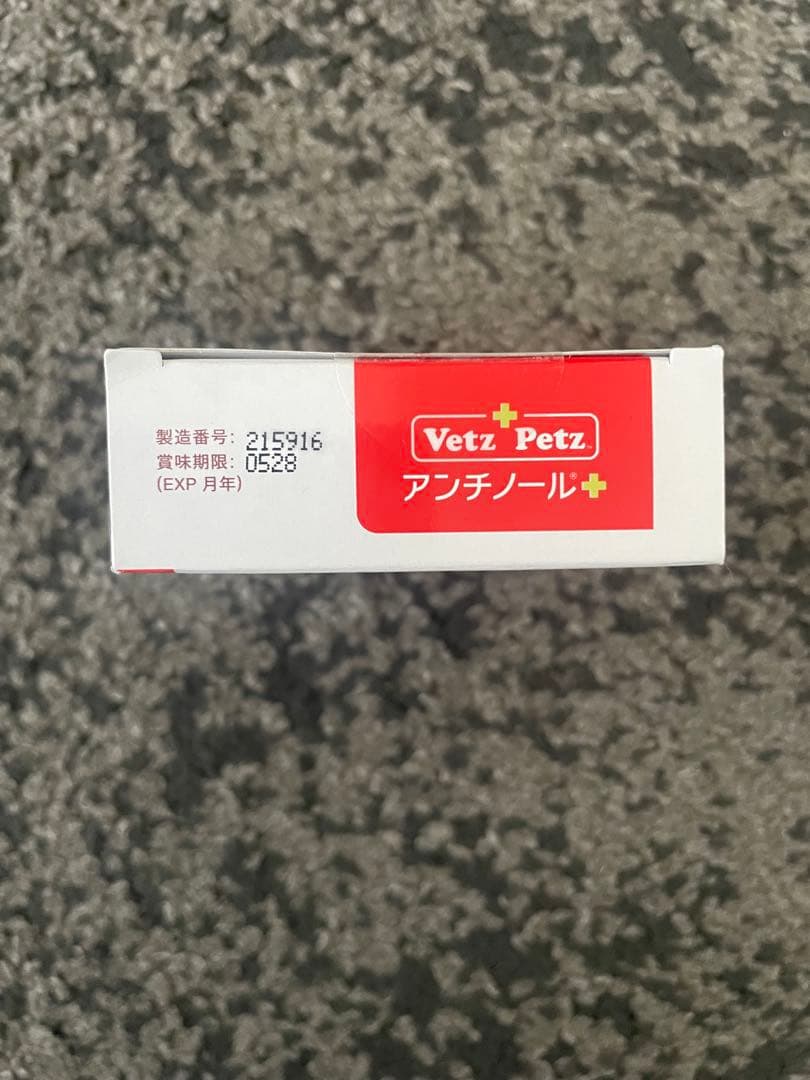 製造番号: 215916
賞味期限: 0528
(EXP 月年)
Vetz Petz™
アンチノール®+